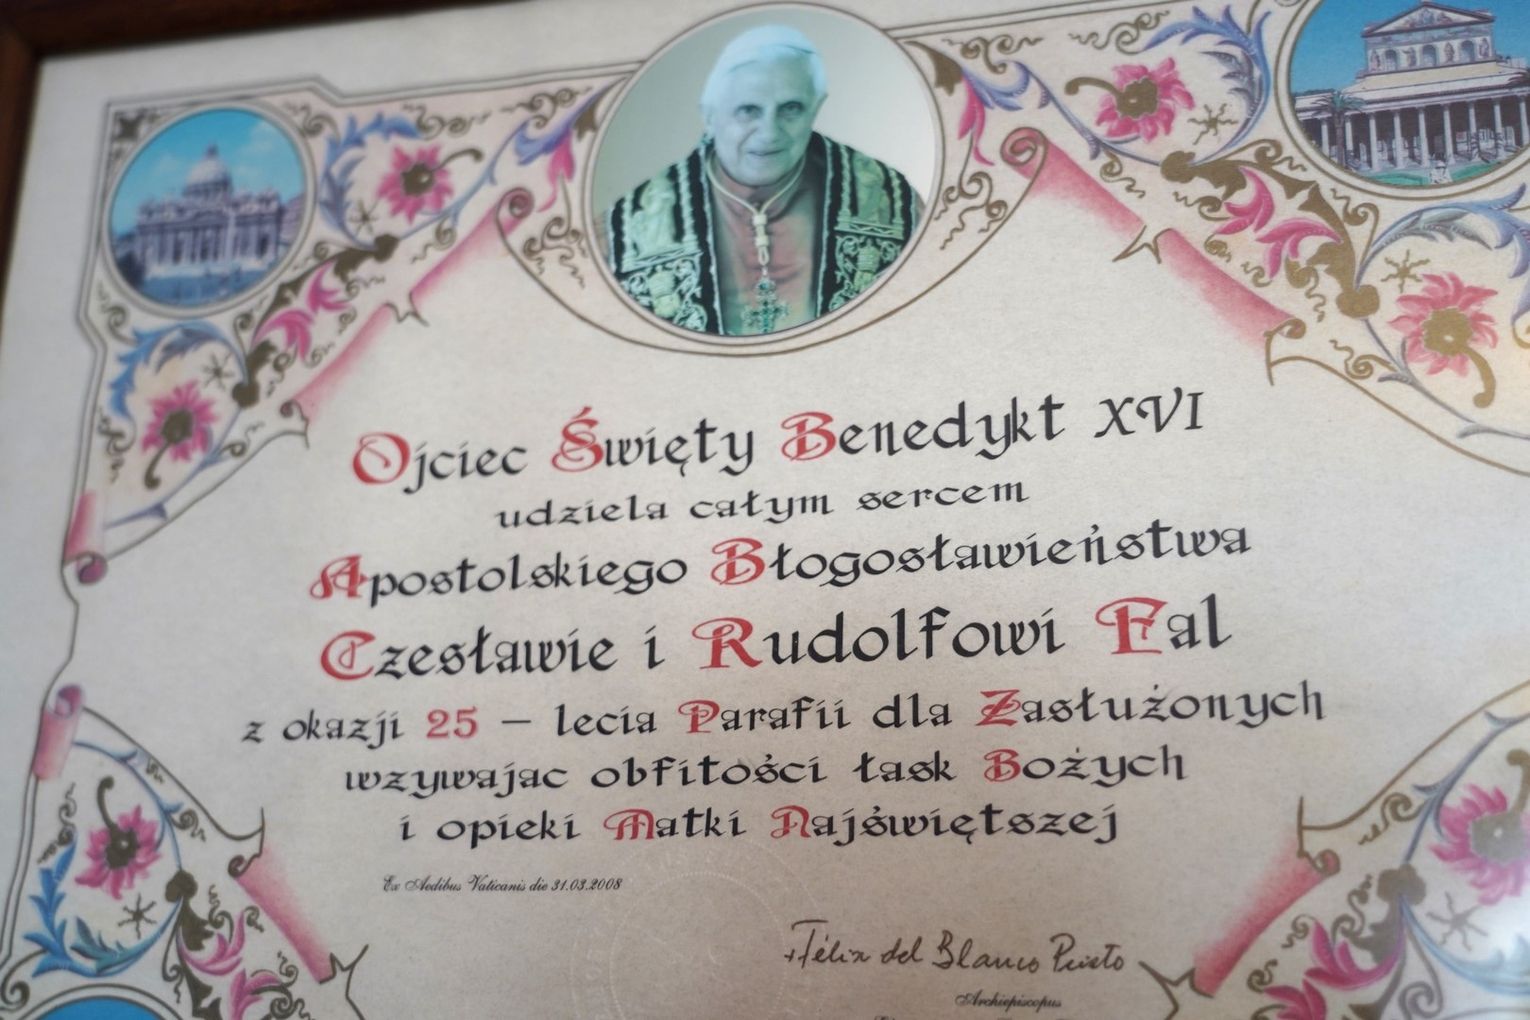 Ojciec Święty Benedykt XVI
udziela całym sercem
Apostolskiego Błogosławieństwa
Czesławie i Rudolfowi Fal
z okazji 25 – lecia Parafii dla Zasłużonych
wzywajac obfitości łask Bożych
i opieki Matki Najświętszej
Ex Aedibus Vaticanis die 31.03.2008
+Félix del Blanco Prieto
Archiepiscopus